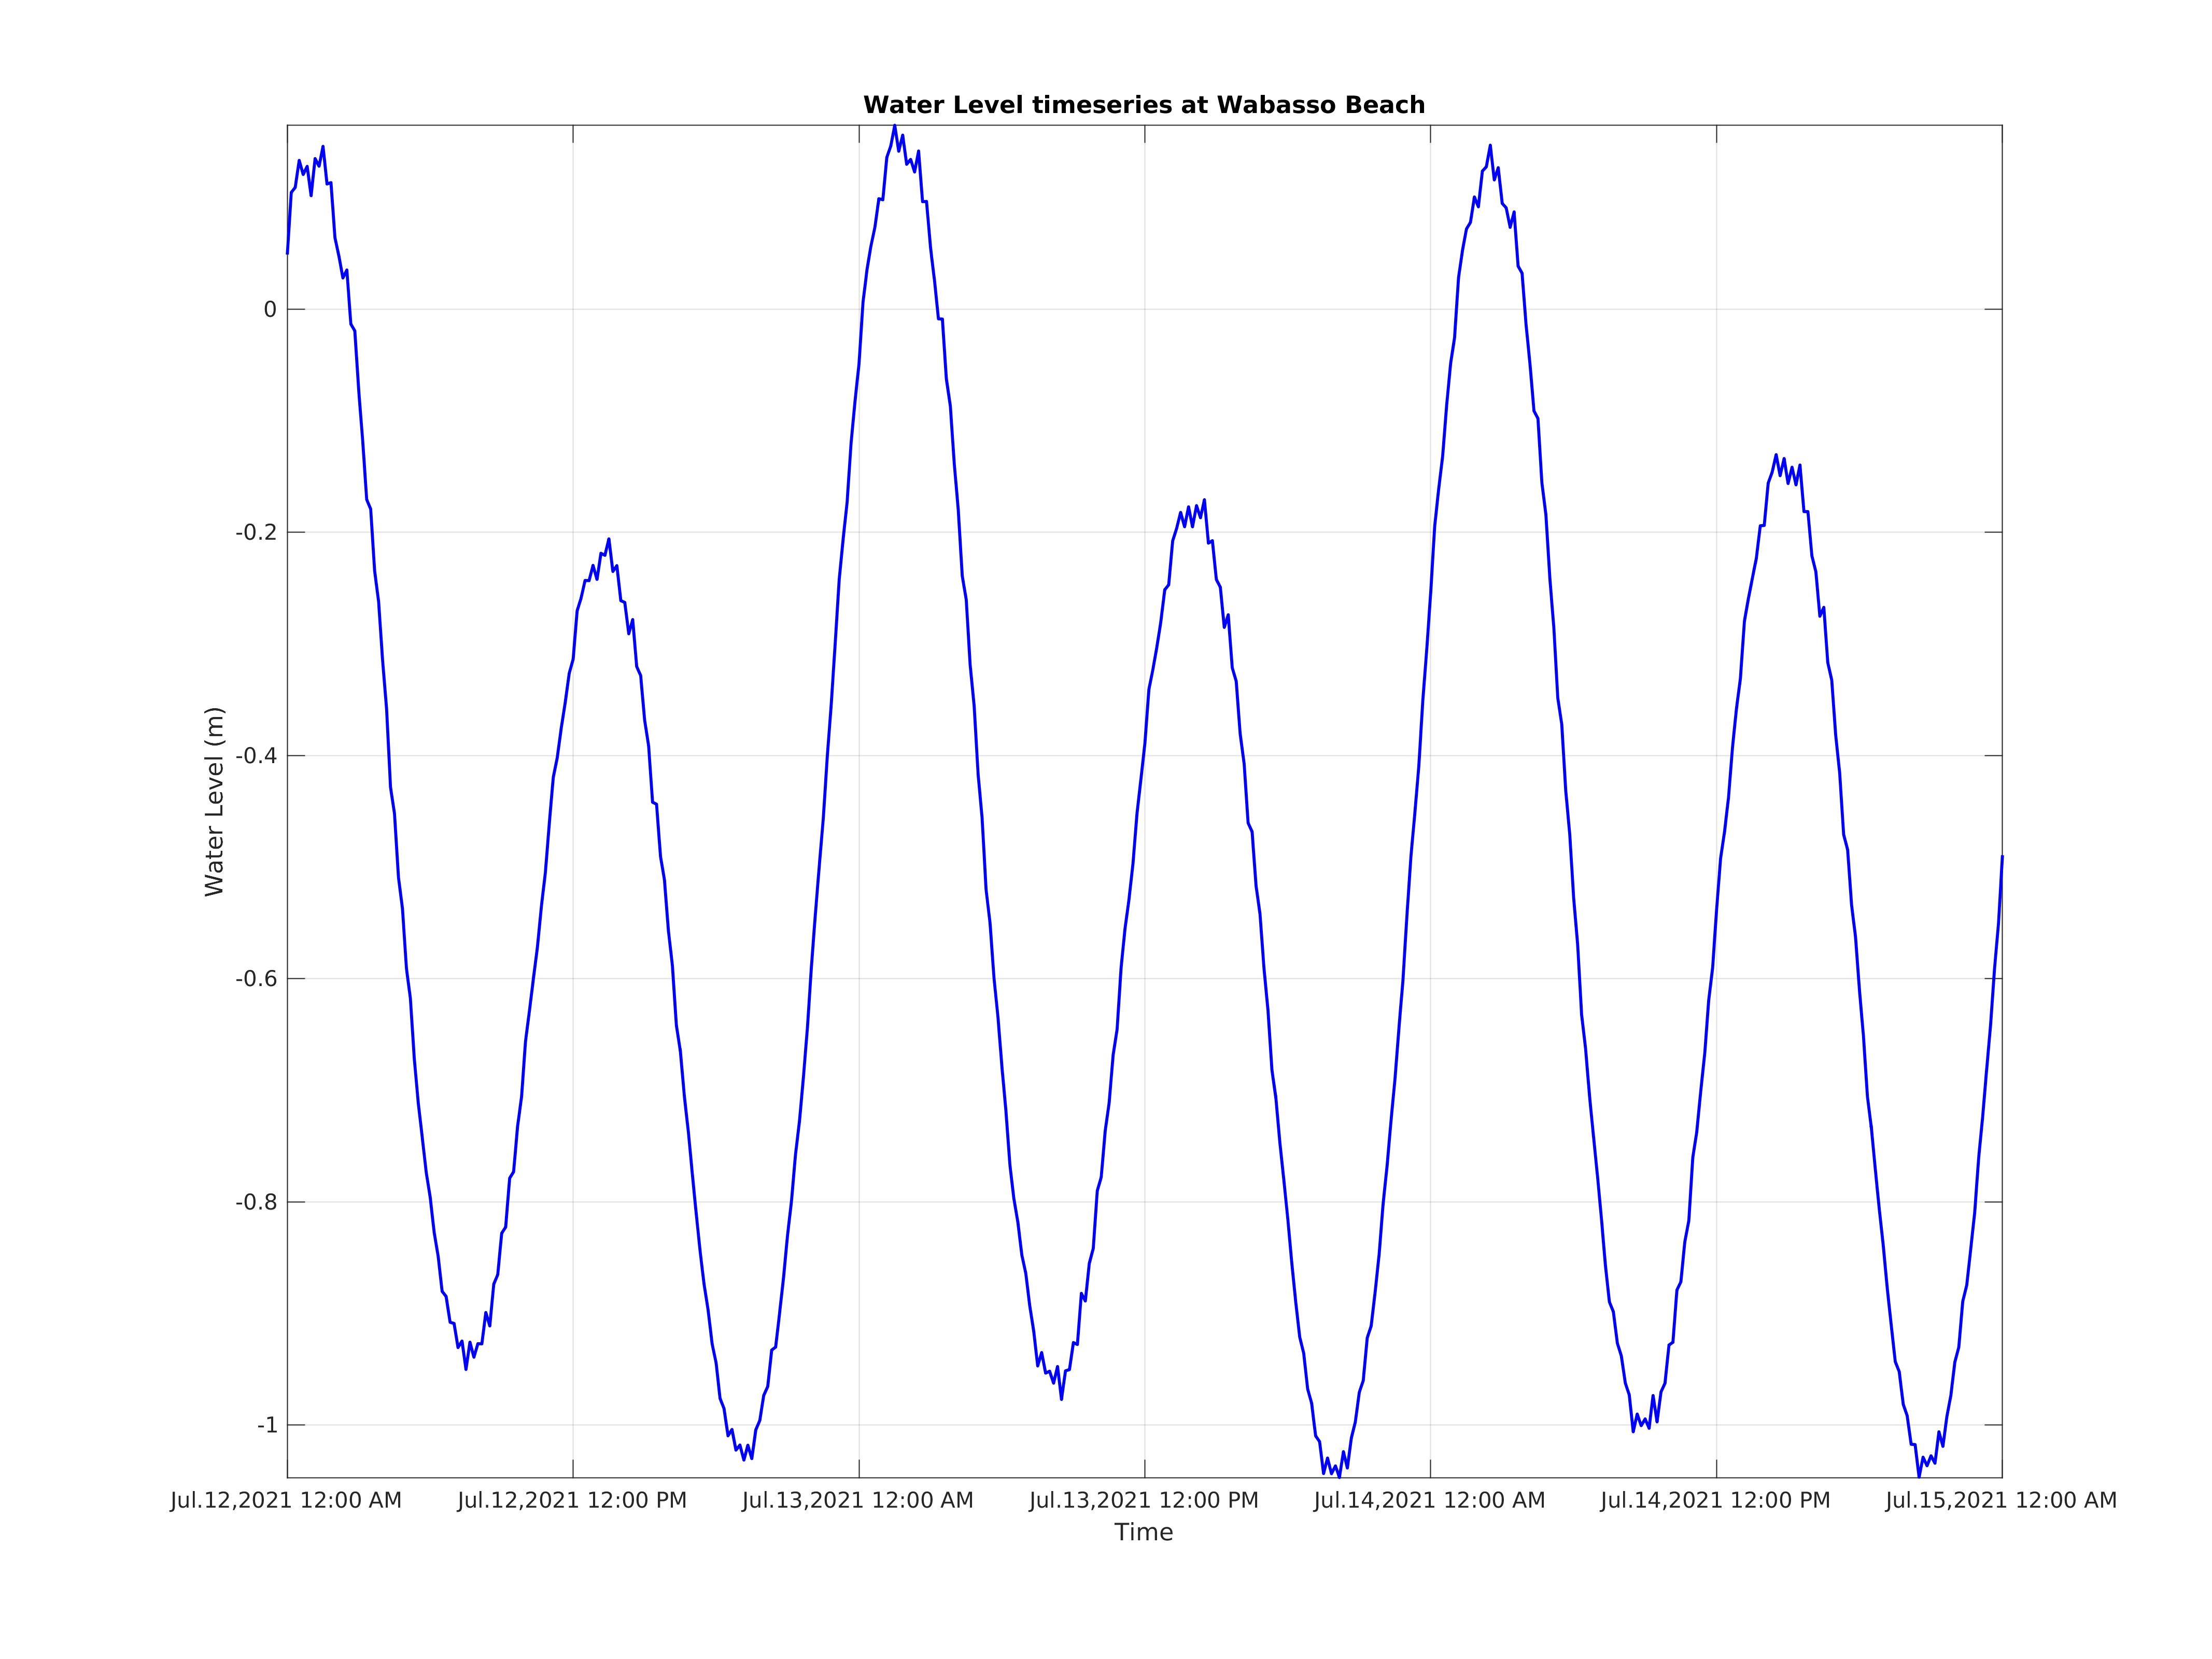 Water Level timeseries at Wabasso Beach
Water Level (m)
0
-0.2
-0.4
-0.6
-0.8
-1
Jul.12,2021 12:00 AM
Jul.12,2021 12:00 PM
Jul.13,2021 12:00 AM
Jul.13,2021 12:00 PM
Jul.14,2021 12:00 AM
Jul.14,2021 12:00 PM
Jul.15,2021 12:00 AM
Time